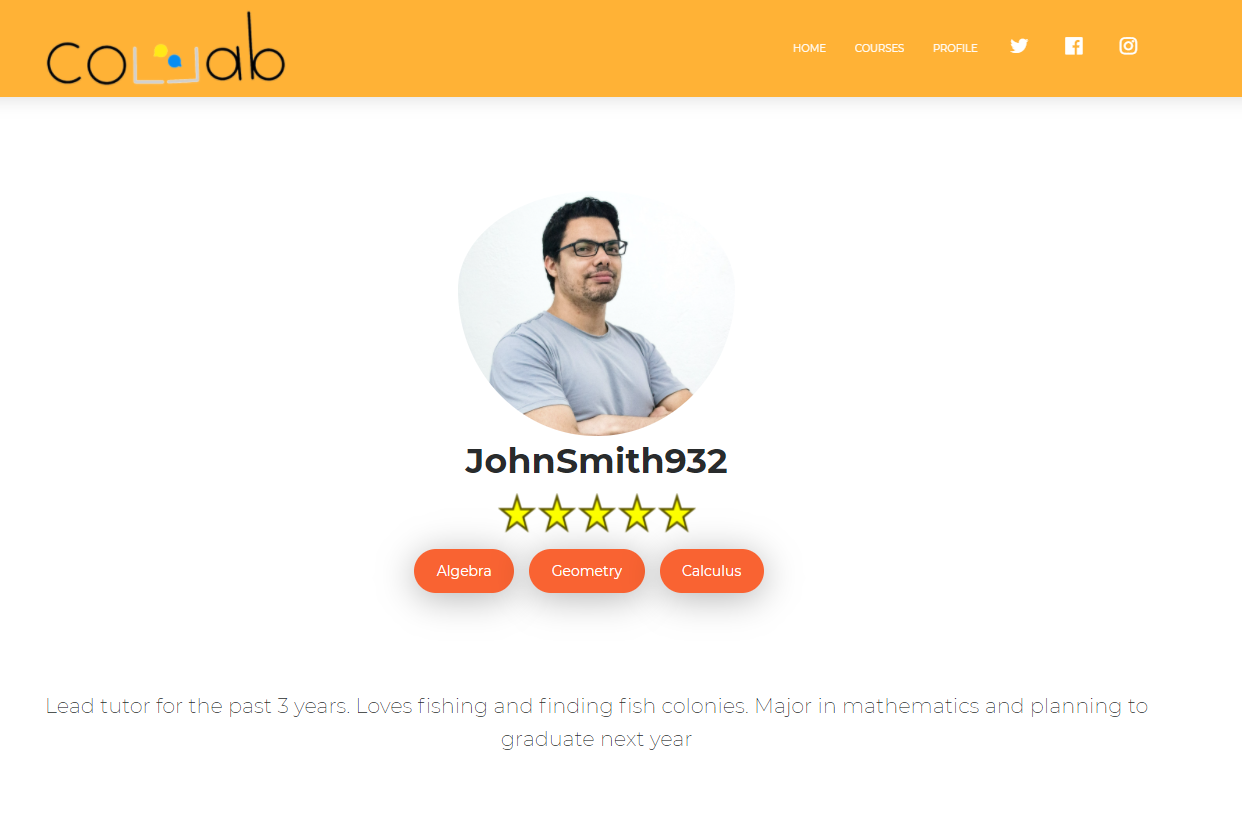 collab
HOME COURSES PROFILE
JohnSmith932
Algebra Geometry Calculus
Lead tutor for the past 3 years. Loves fishing and finding fish colonies. Major in mathematics and planning to
graduate next year